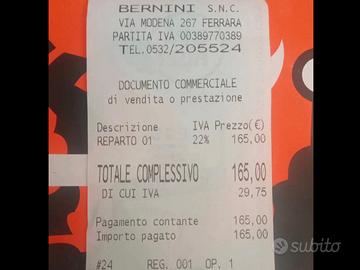 BERNINI S.N.C.
VIA MODENA 267 FERRARA
PARTITA IVA 00389770389
TEL.0532/205524
DOCUMENTO COMMERCIALE
di vendita o prestazione
Descrizione IVA Prezzo(€)
REPARTO 01 22% 165,00
TOTALE COMPLESSIVO 165,00
DI CUI IVA 29,75
Pagamento contante 165,00
Importo pagato 165,00
#24 REG. 001 OP. 1
subito